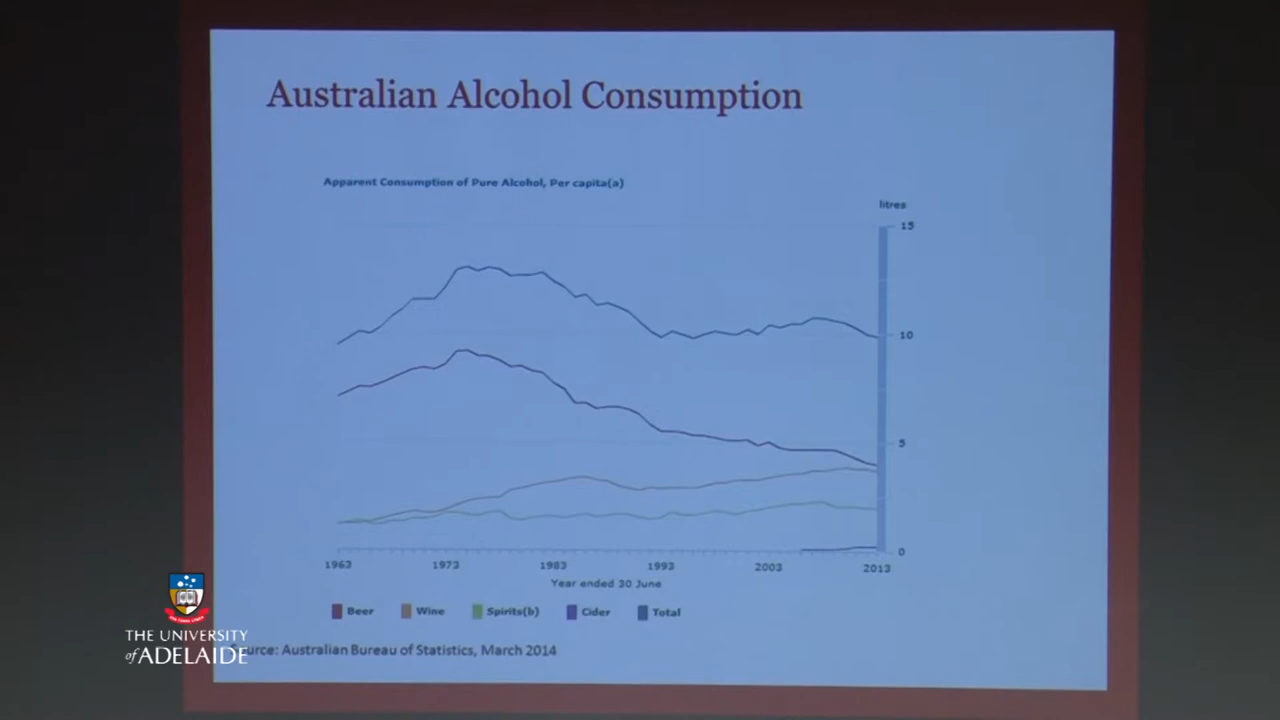 Australian Alcohol Consumption
Apparent Consumption of Pure Alcohol, Per capita(a)
litres
15
10
5
0
1963 1973 1983 1993 2003 2013
Year ended 30 June
Beer Wine Spirits(b) Cider Total
THE UNIVERSITY
of ADELAIDE
: Australian Bureau of Statistics, March 2014